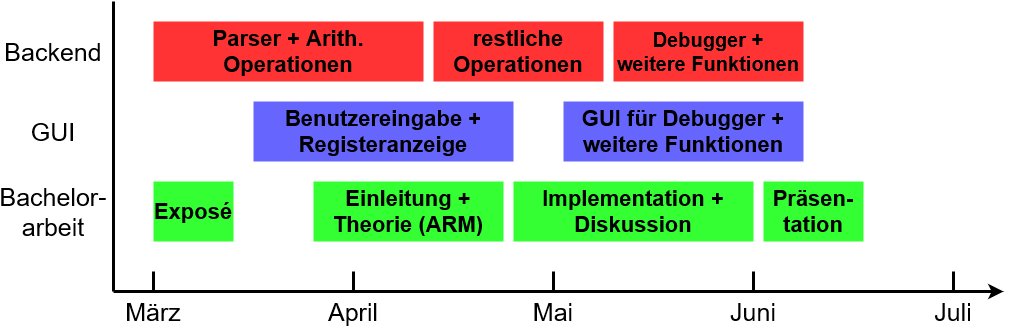 Backend
Parser + Arith.
Operationen
restliche
Operationen
Debugger +
weitere Funktionen
GUI
Benutzereingabe +
Registeranzeige
GUI für Debugger +
weitere Funktionen
Bachelor-
arbeit
Exposé
Einleitung +
Theorie (ARM)
Implementation +
Diskussion
Präsen-
tation
März
April
Mai
Juni
Juli